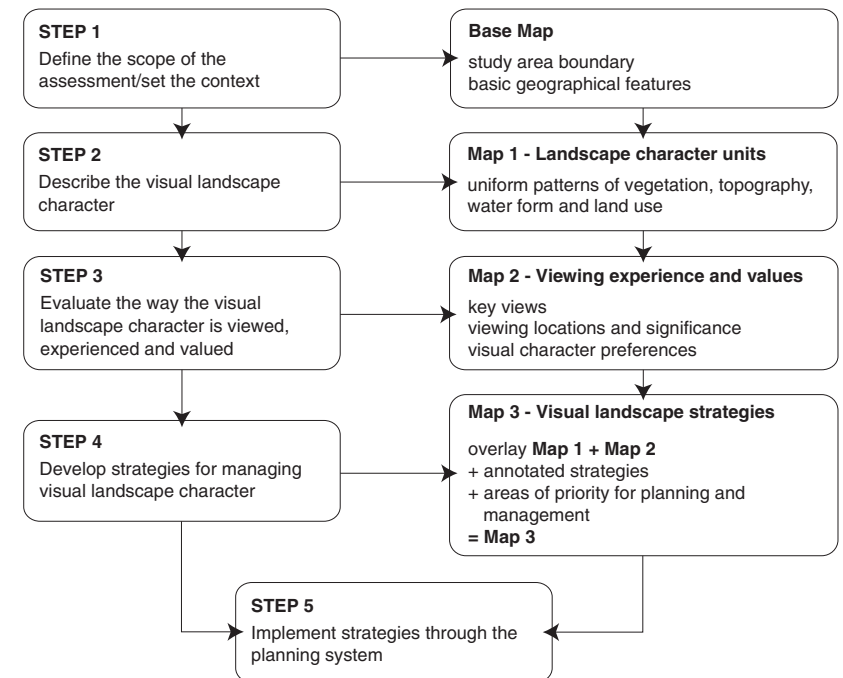 STEP 1
Define the scope of the
assessment/set the context
Base Map
study area boundary
basic geographical features
STEP 2
Describe the visual landscape
character
Map 1 - Landscape character units
uniform patterns of vegetation, topography,
water form and land use
STEP 3
Evaluate the way the visual
landscape character is viewed,
experienced and valued
Map 2 - Viewing experience and values
key views
viewing locations and significance
visual character preferences
STEP 4
Develop strategies for managing
visual landscape character
Map 3 - Visual landscape strategies
overlay Map 1 + Map 2
+ annotated strategies
+ areas of priority for planning and
management
= Map 3
STEP 5
Implement strategies through the
planning system